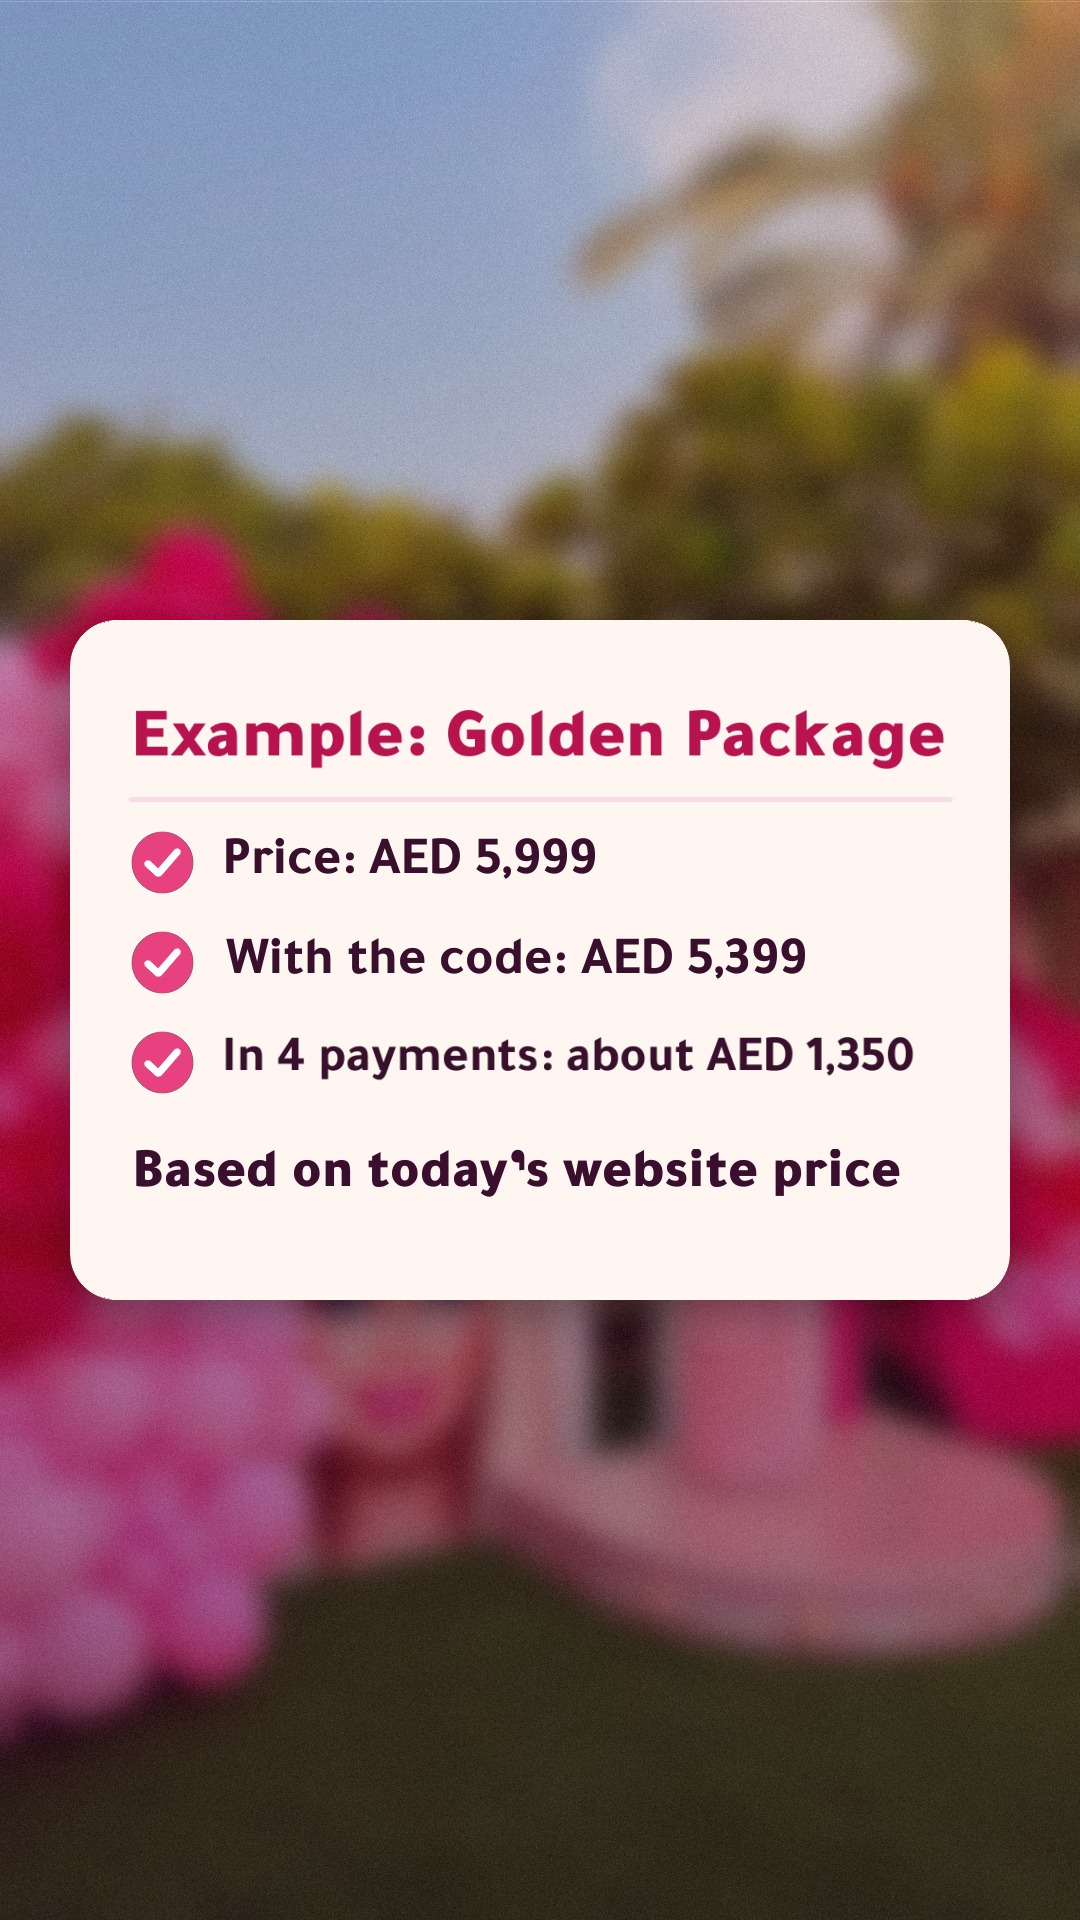 Example: Golden Package
Price: AED 5,999
With the code: AED 5,399
In 4 payments: about AED 1,350
Based on today's website price